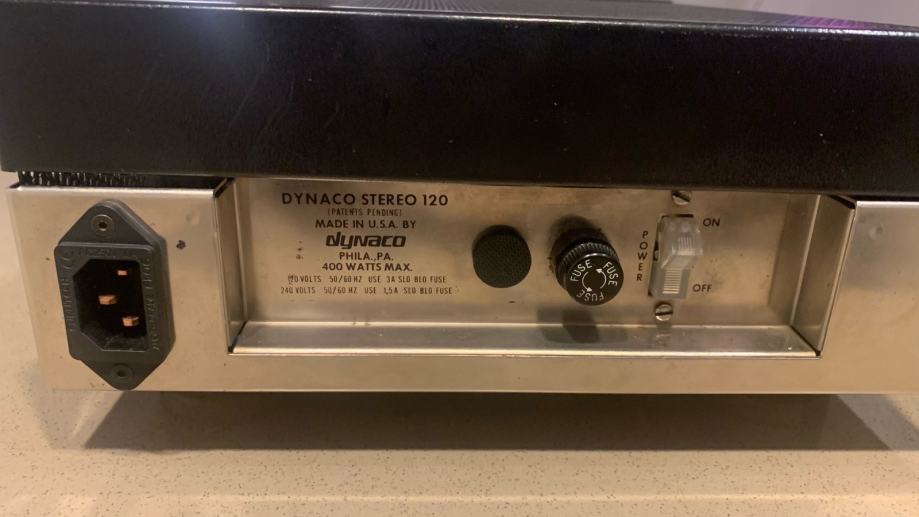 DYNACO STEREO 120
(PATENTS PENDING)
MADE IN U.S.A. BY
dynaco
PHILA., PA.
400 WATTS MAX.
VOLTS 50/60 HZ USE 3A SLO BLO FUSE
240 VOLTS 50/60 HZ USE 1.5A SLO BLO FUSE
FUSE FUSE FUSE
POWER
ON
OFF